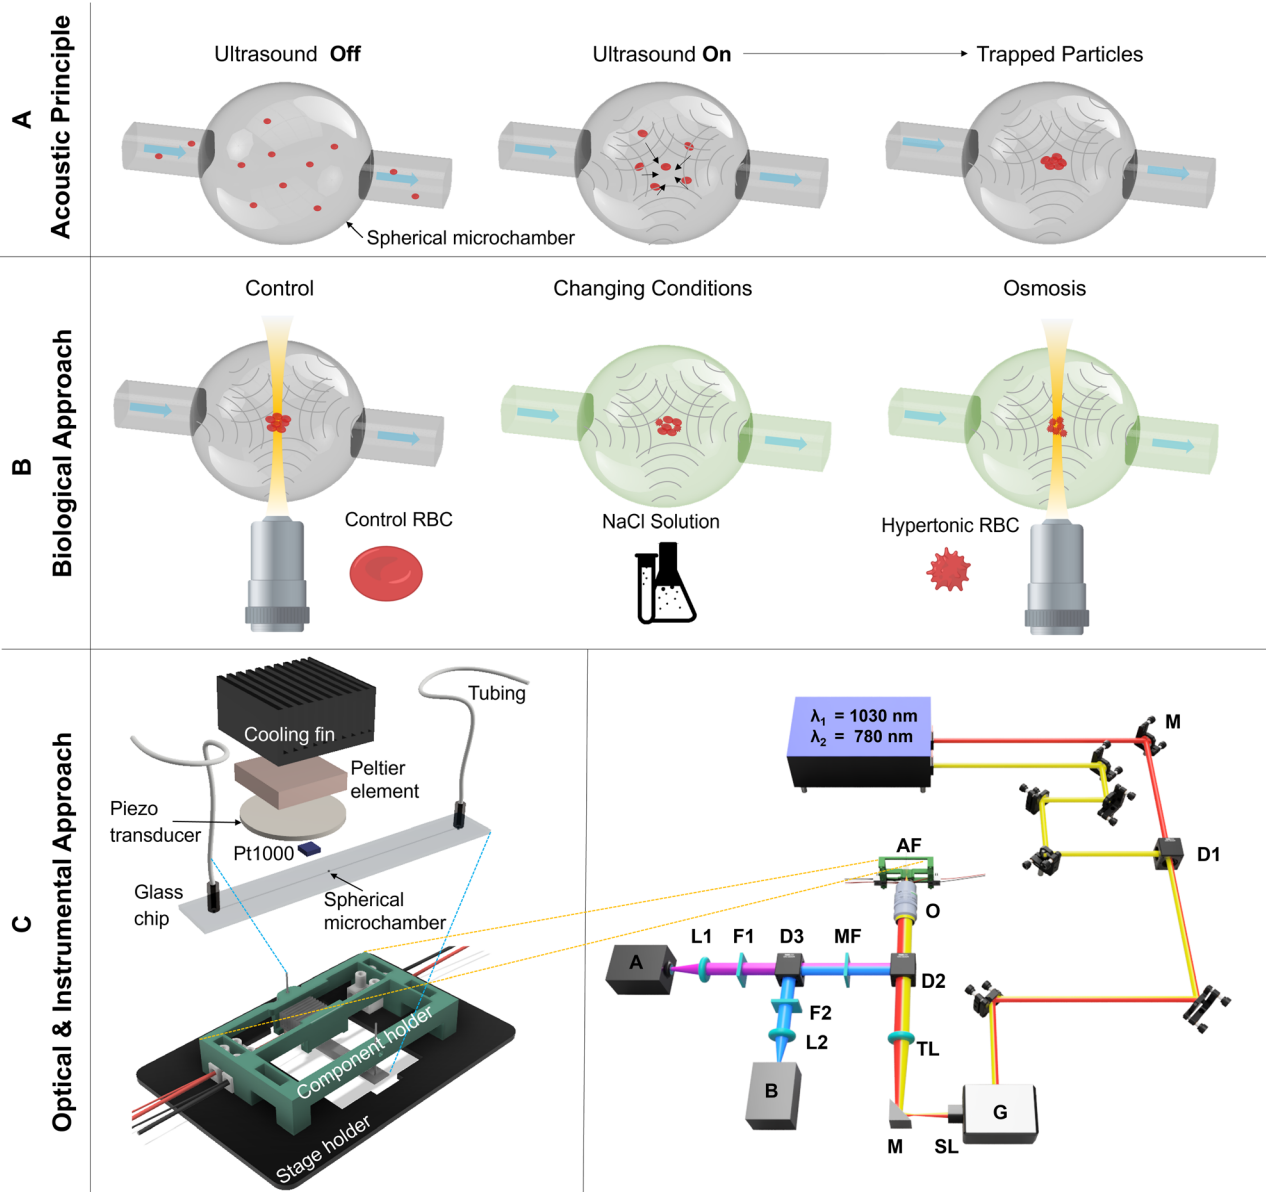 A
Acoustic Principle
Ultrasound Off
Ultrasound On
Trapped Particles
Spherical microchamber
B
Biological Approach
Control
Changing Conditions
Osmosis
Control RBC
NaCl Solution
Hypertonic RBC
C
Optical & Instrumental Approach
Cooling fin
Tubing
Peltier
element
Piezo
transducer
Pt1000
Glass
chip
Spherical
microchamber
Component holder
Stage holder
λ1 = 1030 nm
λ2 = 780 nm
M
D1
AF
O
L1
F1
D3
MF
A
D2
F2
L2
TL
B
G
M
SL